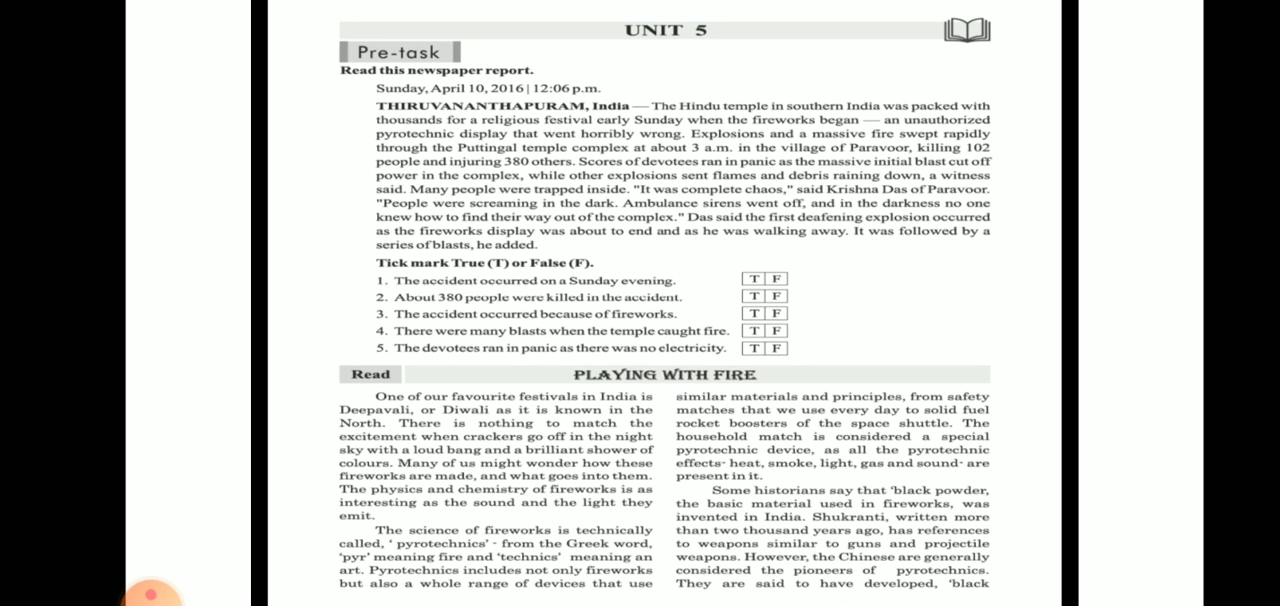 UNIT 5
Pre-task
Read this newspaper report.
Sunday, April 10, 2016 | 12:06 p.m.
THIRUVANANTHAPURAM, India — The Hindu temple in southern India was packed with
thousands for a religious festival early Sunday when the fireworks began — an unauthorized
pyrotechnic display that went horribly wrong. Explosions and a massive fire swept rapidly
through the Puttingal temple complex at about 3 a.m. in the village of Paravoor, killing 102
people and injuring 380 others. Scores of devotees ran in panic as the massive initial blast cut off
power in the complex, while other explosions sent flames and debris raining down, a witness
said. Many people were trapped inside. "It was complete chaos," said Krishna Das of Paravoor.
"People were screaming in the dark. Ambulance sirens went off, and in the darkness no one
knew how to find their way out of the complex." Das said the first deafening explosion occurred
as the fireworks display was about to end and as he was walking away. It was followed by a
series of blasts, he added.
Tick mark True (T) or False (F).
1. The accident occurred on a Sunday evening. T F
2. About 380 people were killed in the accident. T F
3. The accident occurred because of fireworks. T F
4. There were many blasts when the temple caught fire. T F
5. The devotees ran in panic as there was no electricity. T F
Read
PLAYING WITH FIRE
One of our favourite festivals in India is
Deepavali, or Diwali as it is known in the
North. There is nothing to match the
excitement when crackers go off in the night
sky with a loud bang and a brilliant shower of
colours. Many of us might wonder how these
fireworks are made, and what goes into them.
The physics and chemistry of fireworks is as
interesting as the sound and the light they
emit.
The science of fireworks is technically
called, ‘ pyrotechnics’ - from the Greek word,
‘pyr’ meaning fire and ‘technics’ meaning an
art. Pyrotechnics includes not only fireworks
but also a whole range of devices that use
similar materials and principles, from safety
matches that we use every day to solid fuel
rocket boosters of the space shuttle. The
household match is considered a special
pyrotechnic device, as all the pyrotechnic
effects- heat, smoke, light, gas and sound- are
present in it.
Some historians say that ‘black powder,
the basic material used in fireworks, was
invented in India. Shukranti, written more
than two thousand years ago, has references
to weapons similar to guns and projectile
weapons. However, the Chinese are generally
considered the pioneers of pyrotechnics.
They are said to have developed, ‘black